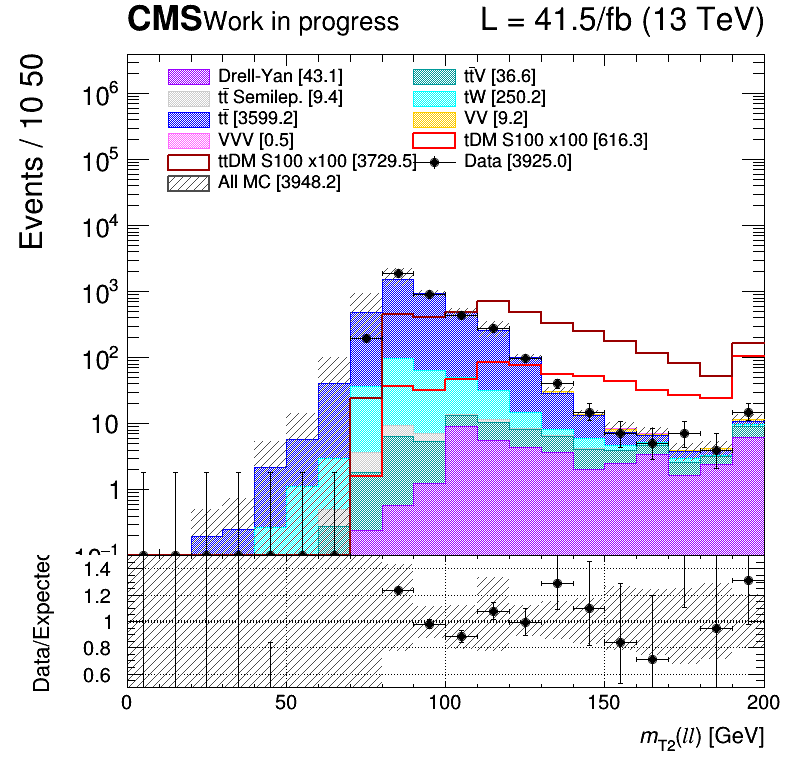 CMS Work in progress L = 41.5/fb (13 TeV)
Events / 10 50
10⁶
10⁵
10⁴
10³
10²
10
1
10⁻¹
Drell-Yan [43.1] tt̄V [36.6]
tt̄ Semilep. [9.4] tW [250.2]
tt̄ [3599.2] VV [9.2]
VVV [0.5] tDM S100 x100 [616.3]
ttDM S100 x100 [3729.5] Data [3925.0]
All MC [3948.2]
Data/Expected
1.4
1.2
1
0.8
0.6
0 50 100 150 200
m_T2(ll) [GeV]